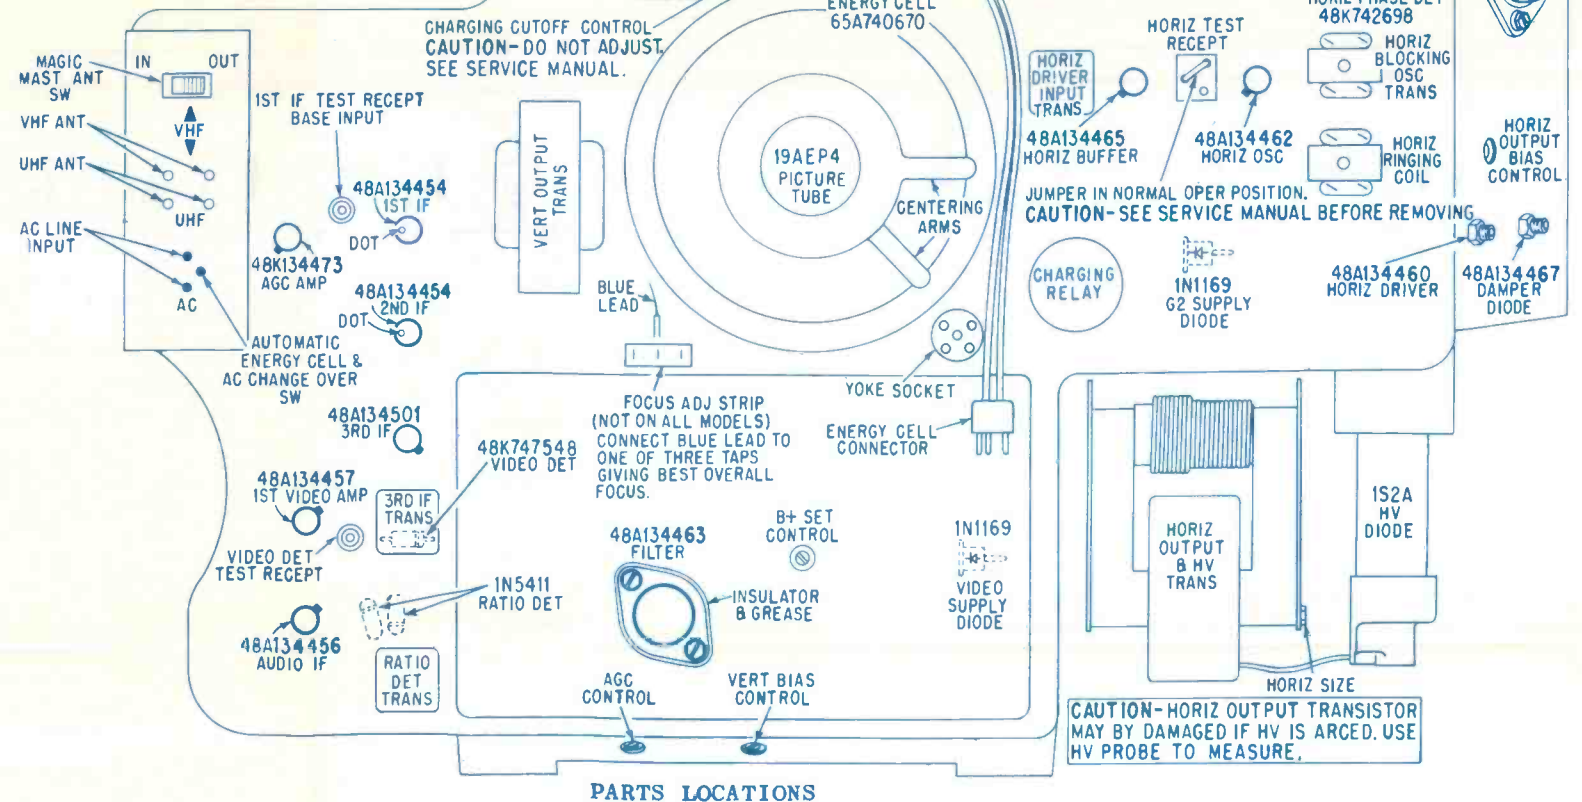 CHARGING CUTOFF CONTROL
CAUTION-DO NOT ADJUST.
SEE SERVICE MANUAL.
ENERGY CELL
65A740670
48K742698
HORIZ TEST
RECEPT
HORIZ
BLOCKING
OSC
TRANS
HORIZ
DRIVER
INPUT
TRANS
MAGIC
MAST ANT
SW
IN
OUT
VHF ANT
VHF
UHF ANT
UHF
AC LINE
INPUT
AC
1ST IF TEST RECEPT
BASE INPUT
48A134454
1ST IF
DOT
48K134473
AGC AMP
48A134454
2ND IF
DOT
AUTOMATIC
ENERGY CELL &
AC CHANGE OVER
SW
VERT OUTPUT
TRANS
19AEP4
PICTURE
TUBE
CENTERING
ARMS
48A134465
HORIZ BUFFER
48A134462
HORIZ OSC
HORIZ
RINGING
COIL
HORIZ
OUTPUT
BIAS
CONTROL
JUMPER IN NORMAL OPER POSITION.
CAUTION-SEE SERVICE MANUAL BEFORE REMOVING
CHARGING
RELAY
1N1169
G2 SUPPLY
DIODE
48A134460
HORIZ DRIVER
48A134467
DAMPER
DIODE
BLUE
LEAD
FOCUS ADJ STRIP
(NOT ON ALL MODELS)
CONNECT BLUE LEAD TO
ONE OF THREE TAPS
GIVING BEST OVERALL
FOCUS.
YOKE SOCKET
ENERGY CELL
CONNECTOR
48A134501
3RD IF
48K747548
VIDEO DET
48A134457
1ST VIDEO AMP
3RD IF
TRANS
VIDEO DET
TEST RECEPT
1N5411
RATIO DET
48A134456
AUDIO IF
RATIO
DET
TRANS
48A134463
FILTER
B+ SET
CONTROL
INSULATOR
& GREASE
1N1169
VIDEO
SUPPLY
DIODE
AGC
CONTROL
VERT BIAS
CONTROL
HORIZ
OUTPUT
& HV
TRANS
1S2A
HV
DIODE
HORIZ SIZE
CAUTION-HORIZ OUTPUT TRANSISTOR
MAY BY DAMAGED IF HV IS ARCED. USE
HV PROBE TO MEASURE.
PARTS LOCATIONS